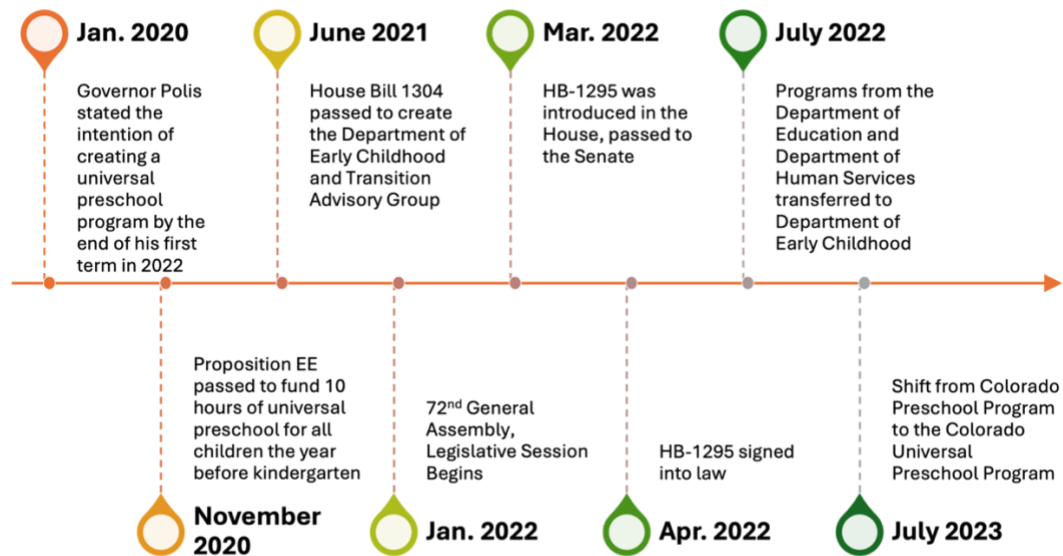 Jan. 2020
Governor Polis
stated the
intention of
creating a
universal
preschool
program by the
end of his first
term in 2022
November
2020
Proposition EE
passed to fund 10
hours of universal
preschool for all
children the year
before kindergarten
June 2021
House Bill 1304
passed to create
the Department of
Early Childhood
and Transition
Advisory Group
Jan. 2022
72nd General
Assembly,
Legislative Session
Begins
Mar. 2022
HB-1295 was
introduced in the
House, passed to
the Senate
Apr. 2022
HB-1295 signed
into law
July 2022
Programs from the
Department of
Education and
Department of
Human Services
transferred to
Department of
Early Childhood
July 2023
Shift from Colorado
Preschool Program
to the Colorado
Universal
Preschool Program